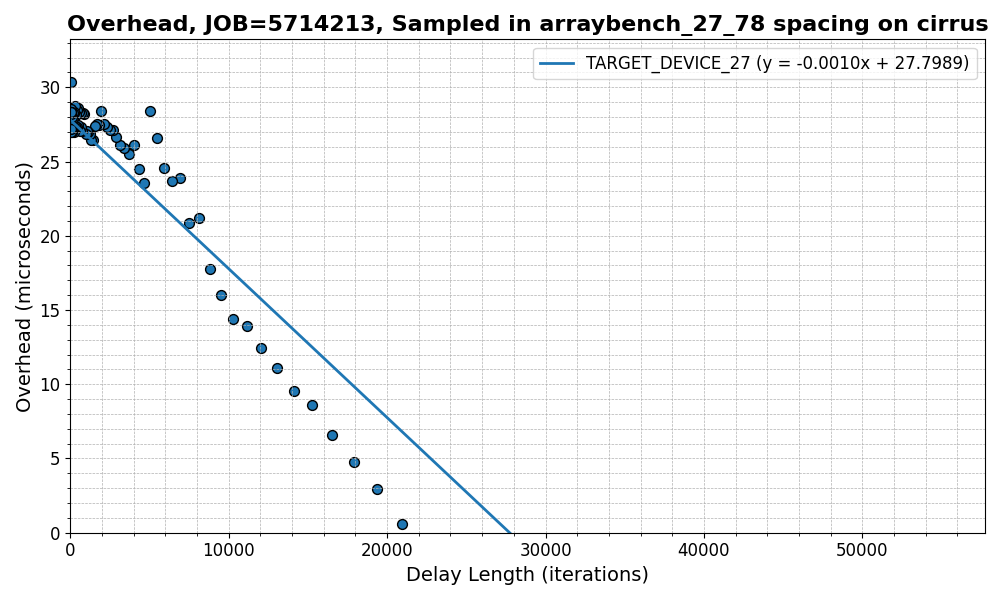 Overhead, JOB=5714213, Sampled in arraybench_27_78 spacing on cirrus
TARGET_DEVICE_27 (y = -0.0010x + 27.7989)
Overhead (microseconds)
30
25
20
15
10
5
0
0 10000 20000 30000 40000 50000
Delay Length (iterations)